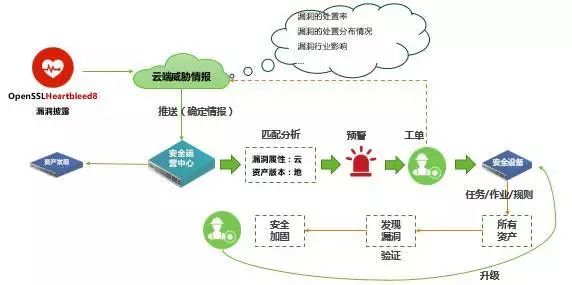 漏洞的处置率
漏洞的处置分布情况
漏洞行业影响
云端威胁情报
OpenSSLHeartbleed8
漏洞披露
推送（确定情报）
匹配分析
预警
工单
资产发现
安全运
营中心
漏洞属性：云
资产版本：地
安全设备
任务/作业/规则
安全
加固
发现
漏洞
所有
资产
验证
升级